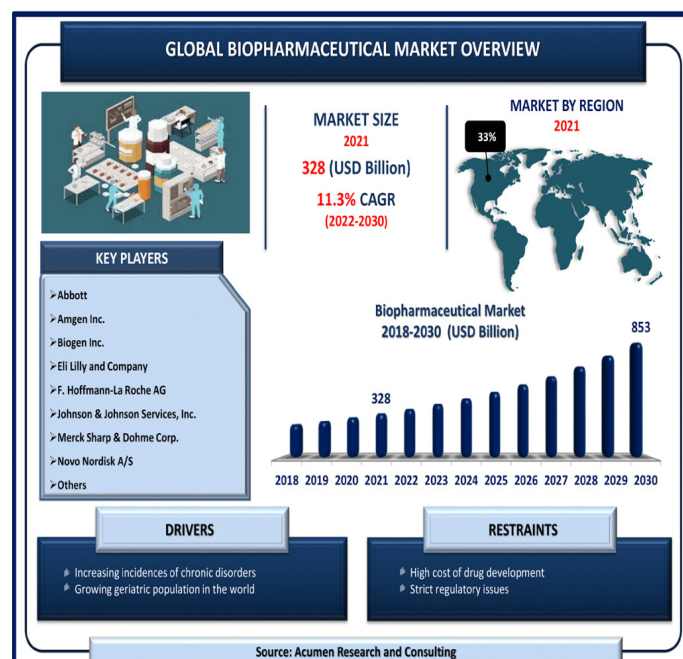 GLOBAL BIOPHARMACEUTICAL MARKET OVERVIEW
MARKET SIZE
2021
328 (USD Billion)
11.3% CAGR
(2022-2030)
MARKET BY REGION
2021
33%
KEY PLAYERS
➢Abbott
➢Amgen Inc.
➢Biogen Inc.
➢Eli Lilly and Company
➢F. Hoffmann-La Roche AG
➢Johnson & Johnson Services, Inc.
➢Merck Sharp & Dohme Corp.
➢Novo Nordisk A/S
➢Others
Biopharmaceutical Market
2018-2030 (USD Billion)
328
853
2018 2019 2020 2021 2022 2023 2024 2025 2026 2027 2028 2029 2030
DRIVERS
Increasing incidences of chronic disorders
Growing geriatric population in the world
RESTRAINTS
High cost of drug development
Strict regulatory issues
Source: Acumen Research and Consulting